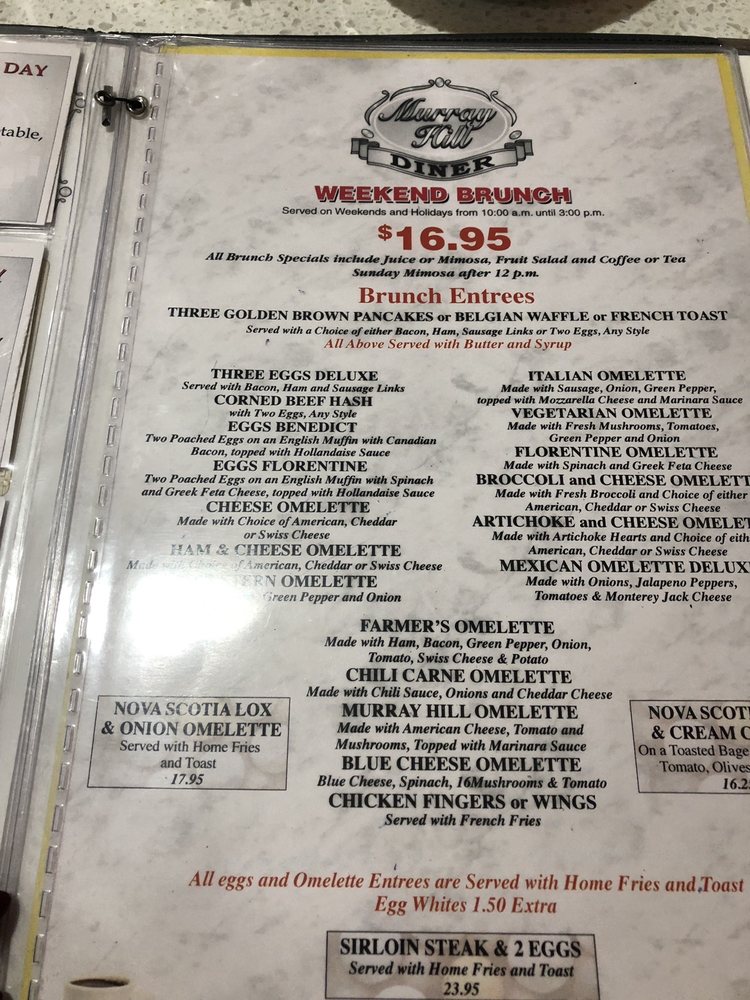 DAY
table,
Murray
Hill
DINER
WEEKEND BRUNCH
Served on Weekends and Holidays from 10:00 a.m. until 3:00 p.m.
$16.95
All Brunch Specials include Juice or Mimosa, Fruit Salad and Coffee or Tea
Sunday Mimosa after 12 p.m.
Brunch Entrees
THREE GOLDEN BROWN PANCAKES or BELGIAN WAFFLE or FRENCH TOAST
Served with a Choice of either Bacon, Ham, Sausage Links or Two Eggs, Any Style
All Above Served with Butter and Syrup
THREE EGGS DELUXE
Served with Bacon, Ham and Sausage Links
CORNED BEEF HASH
with Two Eggs, Any Style
EGGS BENEDICT
Two Poached Eggs on an English Muffin with Canadian
Bacon, topped with Hollandaise Sauce
EGGS FLORENTINE
Two Poached Eggs on an English Muffin with Spinach
and Greek Feta Cheese, topped with Hollandaise Sauce
CHEESE OMELETTE
Made with Choice of American, Cheddar
or Swiss Cheese
HAM & CHEESE OMELETTE
Made with Choice of American, Cheddar or Swiss Cheese
OMELETTE
Green Pepper and Onion
ITALIAN OMELETTE
Made with Sausage, Onion, Green Pepper,
topped with Mozzarella Cheese and Marinara Sauce
VEGETARIAN OMELETTE
Made with Fresh Mushrooms, Tomatoes,
Green Pepper and Onion
FLORENTINE OMELETTE
Made with Spinach and Greek Feta Cheese
BROCCOLI and CHEESE OMELETT
Made with Fresh Broccoli and Choice of either
American, Cheddar or Swiss Cheese
ARTICHOKE and CHEESE OMELET
Made with Artichoke Hearts and Choice of eith
American, Cheddar or Swiss Cheese
MEXICAN OMELETTE DELUX
Made with Onions, Jalapeno Peppers,
Tomatoes & Monterey Jack Cheese
FARMER'S OMELETTE
Made with Ham, Bacon, Green Pepper, Onion,
Tomato, Swiss Cheese & Potato
CHILI CARNE OMELETTE
Made with Chili Sauce, Onions and Cheddar Cheese
MURRAY HILL OMELETTE
Made with American Cheese, Tomato and
Mushrooms, Topped with Marinara Sauce
BLUE CHEESE OMELETTE
Blue Cheese, Spinach, 16Mushrooms & Tomato
CHICKEN FINGERS or WINGS
Served with French Fries
NOVA SCOTIA LOX
& ONION OMELETTE
Served with Home Fries
and Toast
17.95
NOVA SCOTI
& CREAM C
On a Toasted Bage
Tomato, Olives
16.2
All eggs and Omelette Entrees are Served with Home Fries and Toast
Egg Whites 1.50 Extra
SIRLOIN STEAK & 2 EGGS
Served with Home Fries and Toast
23.95